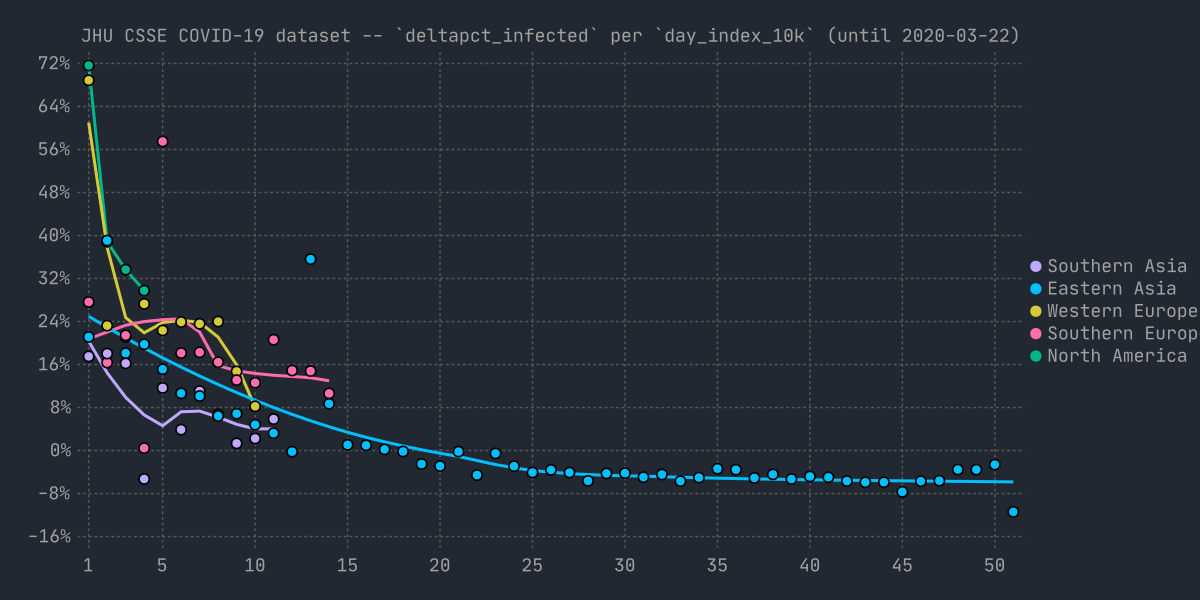 JHU CSSE COVID-19 dataset -- `deltapct_infected` per `day_index_10k` (until 2020-03-22)
72%
64%
56%
48%
40%
32%
24%
16%
8%
0%
-8%
-16%
1 5 10 15 20 25 30 35 40 45 50
Southern Asia
Eastern Asia
Western Europe
Southern Europ
North America